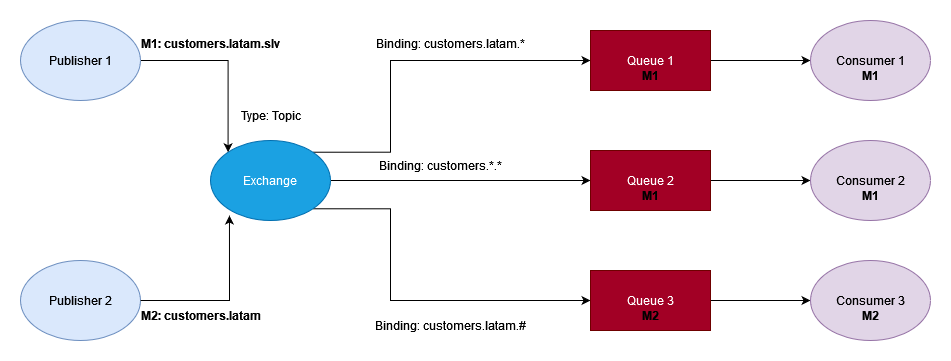 Publisher 1
M1: customers.latam.slv
Binding: customers.latam.*
Queue 1
M1
Consumer 1
M1
Type: Topic
Exchange
Binding: customers.*.*
Queue 2
M1
Consumer 2
M1
Publisher 2
M2: customers.latam
Binding: customers.latam.#
Queue 3
M2
Consumer 3
M2